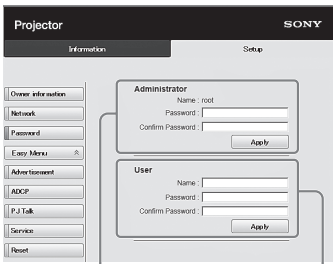 Projector
SONY
Information
Setup
Owner information
Network
Password
Easy Menu
Advertisement
ADCP
PJ Talk
Service
Reset
Administrator
Name : root
Password :
Confirm Password :
Apply
User
Name :
Password :
Confirm Password :
Apply